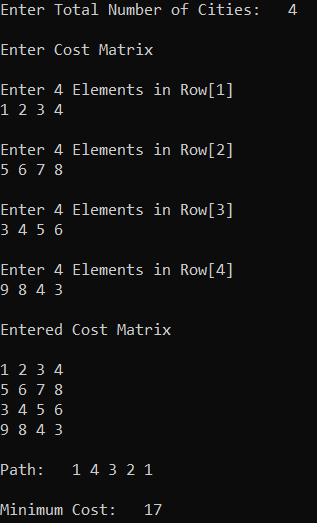 Enter Total Number of Cities:   4
Enter Cost Matrix
Enter 4 Elements in Row[1]
1 2 3 4
Enter 4 Elements in Row[2]
5 6 7 8
Enter 4 Elements in Row[3]
3 4 5 6
Enter 4 Elements in Row[4]
9 8 4 3
Entered Cost Matrix
1 2 3 4
5 6 7 8
3 4 5 6
9 8 4 3
Path:   1 4 3 2 1
Minimum Cost:   17